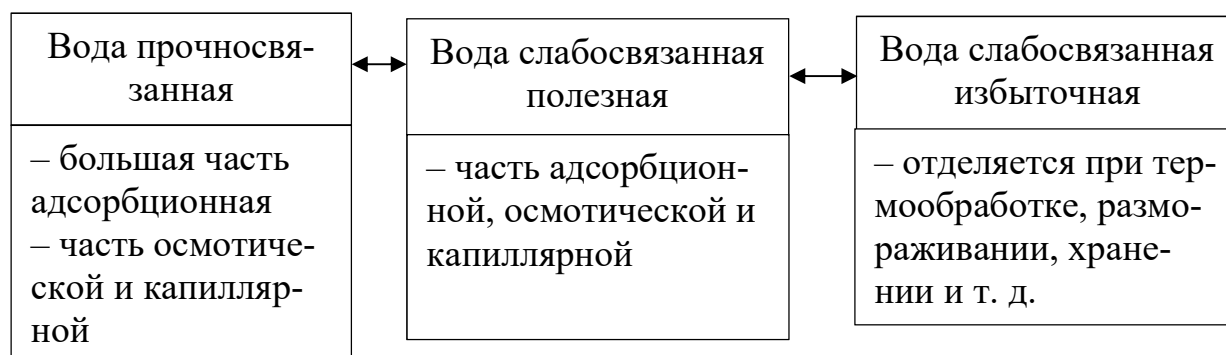 Вода прочносвя-
занная
– большая часть
адсорбционная
– часть осмотиче-
ской и капилляр-
ной
Вода слабосвязанная
полезная
– часть адсорбцион-
ной, осмотической и
капиллярной
Вода слабосвязанная
избыточная
– отделяется при тер-
мообработке, размо-
раживании, хране-
нии и т. д.